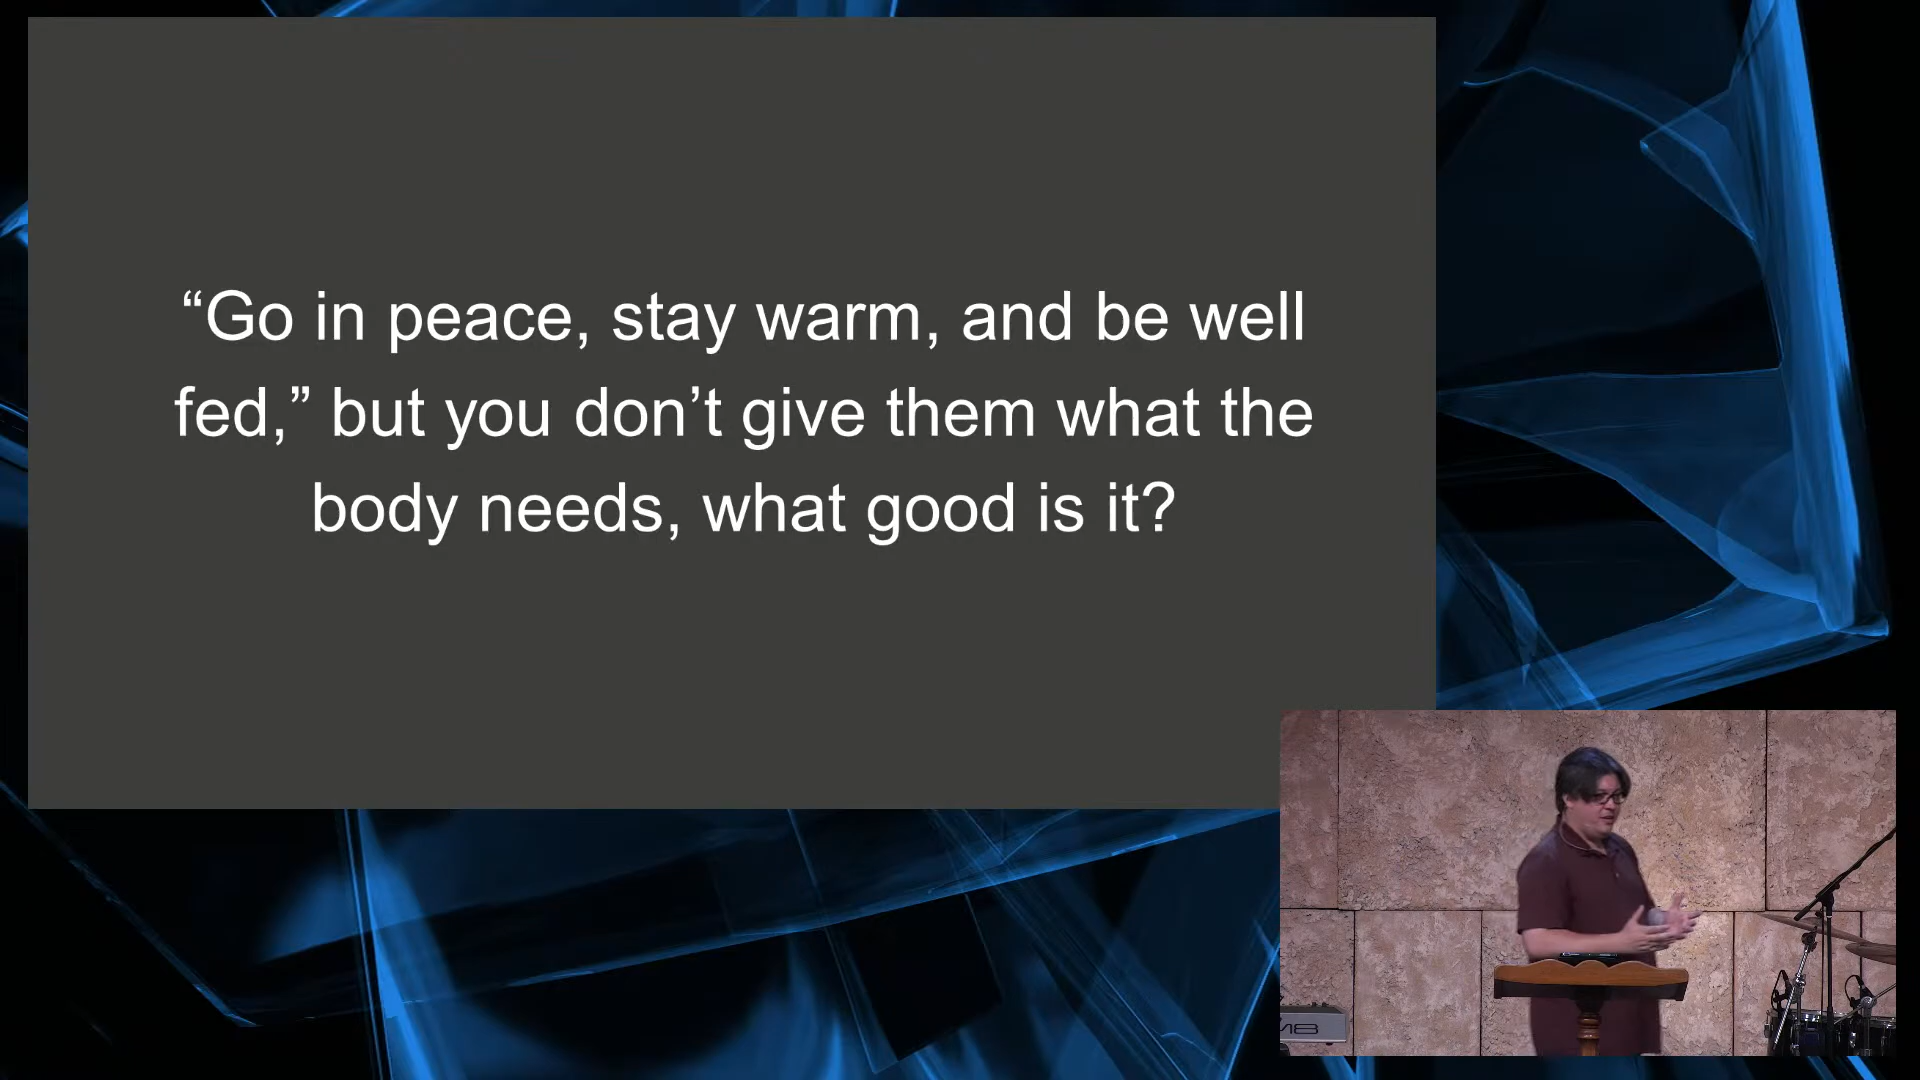 “Go in peace, stay warm, and be well
fed,” but you don’t give them what the
body needs, what good is it?